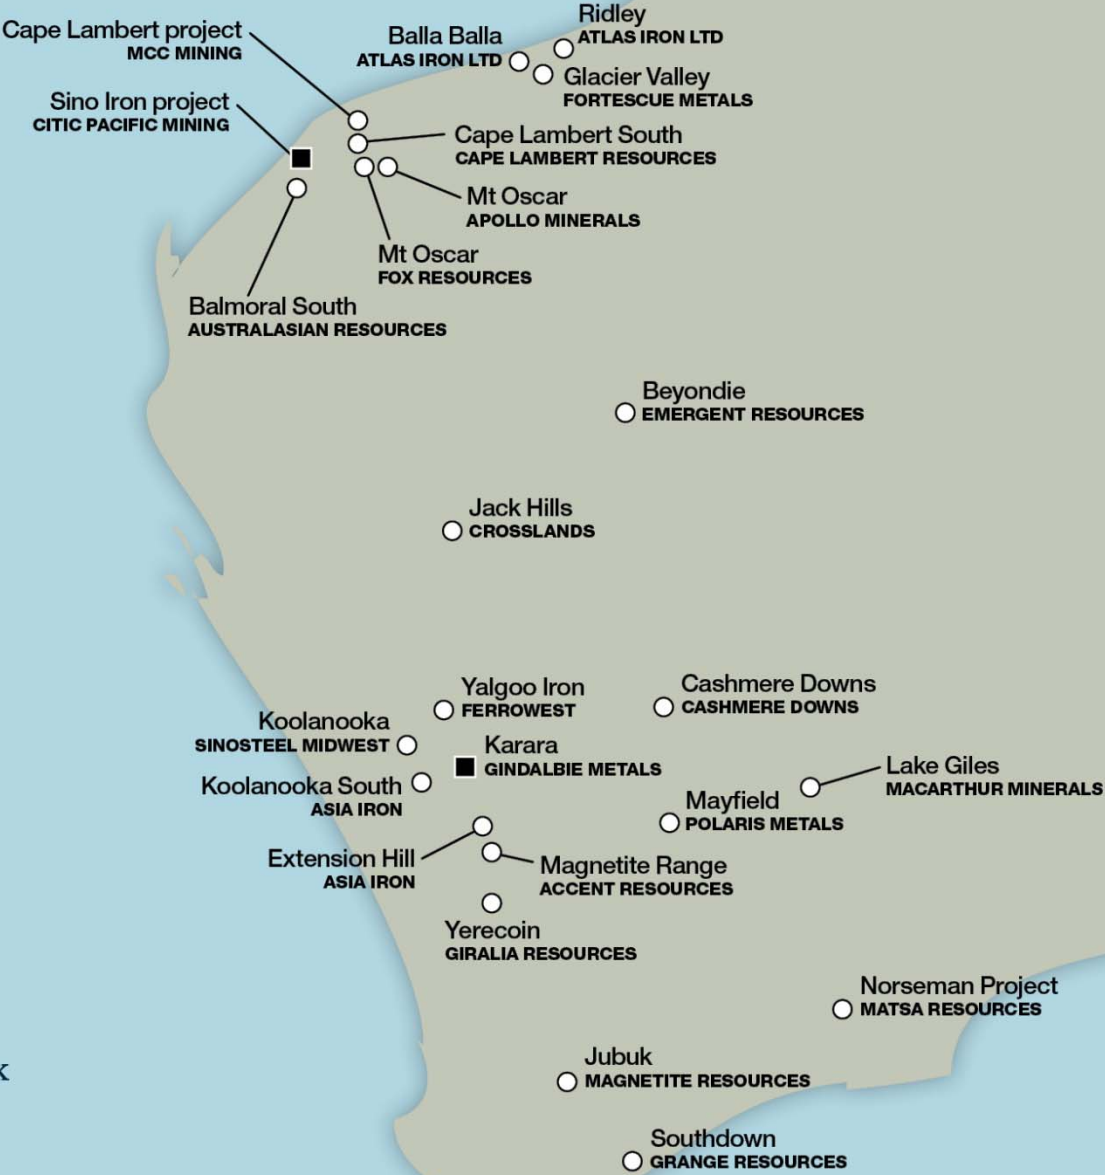 Ridley
ATLAS IRON LTD
Cape Lambert project
MCC MINING
Balla Balla
ATLAS IRON LTD
Glacier Valley
FORTESCUE METALS
Sino Iron project
CITIC PACIFIC MINING
Cape Lambert South
CAPE LAMBERT RESOURCES
Mt Oscar
APOLLO MINERALS
Mt Oscar
FOX RESOURCES
Balmoral South
AUSTRALASIAN RESOURCES
Beyondie
EMERGENT RESOURCES
Jack Hills
CROSSLANDS
Yalgoo Iron
FERROWEST
Cashmere Downs
CASHMERE DOWNS
Koolanooka
SINOSTEEL MIDWEST
Karara
GINDALBIE METALS
Koolanooka South
ASIA IRON
Lake Giles
MACARTHUR MINERALS
Mayfield
POLARIS METALS
Extension Hill
ASIA IRON
Magnetite Range
ACCENT RESOURCES
Yerecoin
GIRALIA RESOURCES
Norseman Project
MATSA RESOURCES
Jubuk
MAGNETITE RESOURCES
Southdown
GRANGE RESOURCES